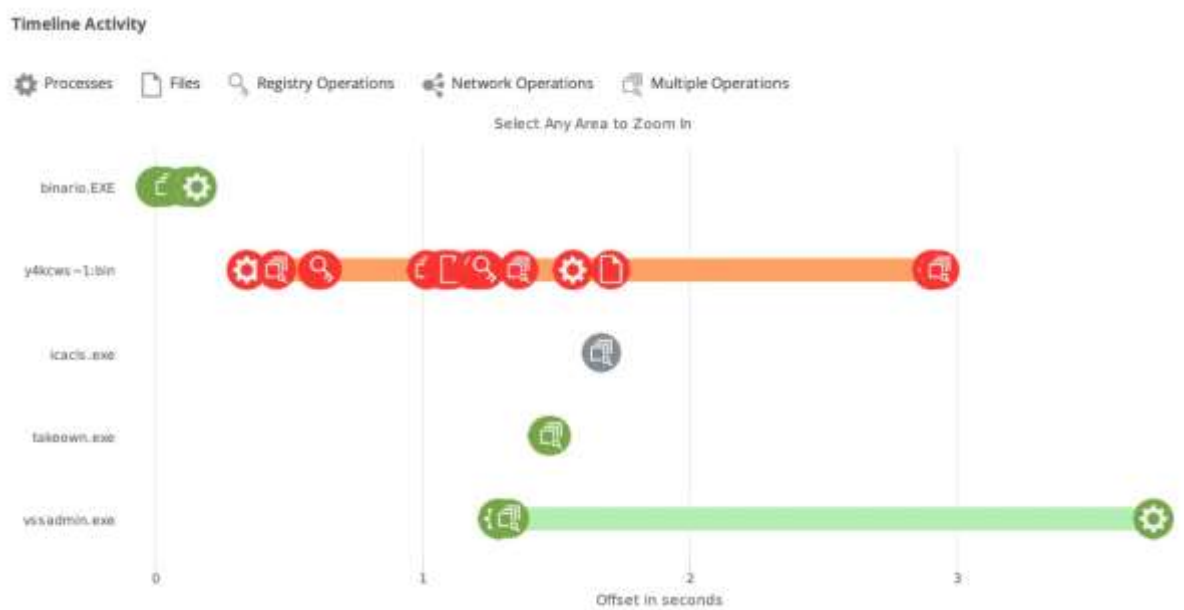 Timeline Activity
Processes Files Registry Operations Network Operations Multiple Operations
Select Any Area to Zoom In
binario.EXE
y4kcws~1:bin
icacls.exe
takeown.exe
vssadmin.exe
0 1 2 3
Offset in seconds